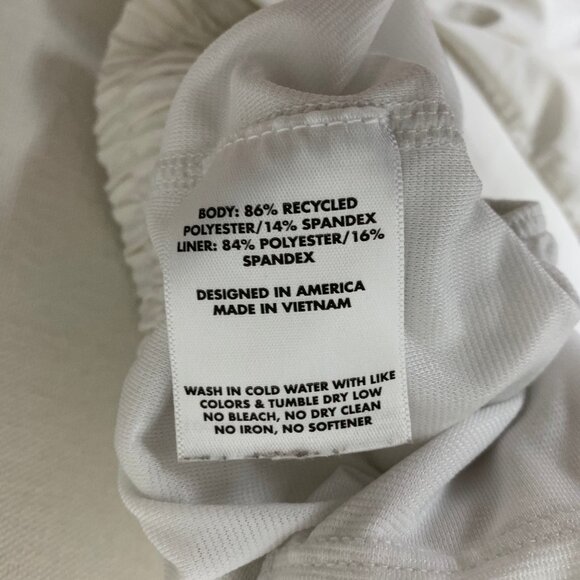 BODY: 86% RECYCLED
POLYESTER/14% SPANDEX
LINER: 84% POLYESTER/16%
SPANDEX
DESIGNED IN AMERICA
MADE IN VIETNAM
WASH IN COLD WATER WITH LIKE
COLORS & TUMBLE DRY LOW
NO BLEACH, NO DRY CLEAN
NO IRON, NO SOFTENER